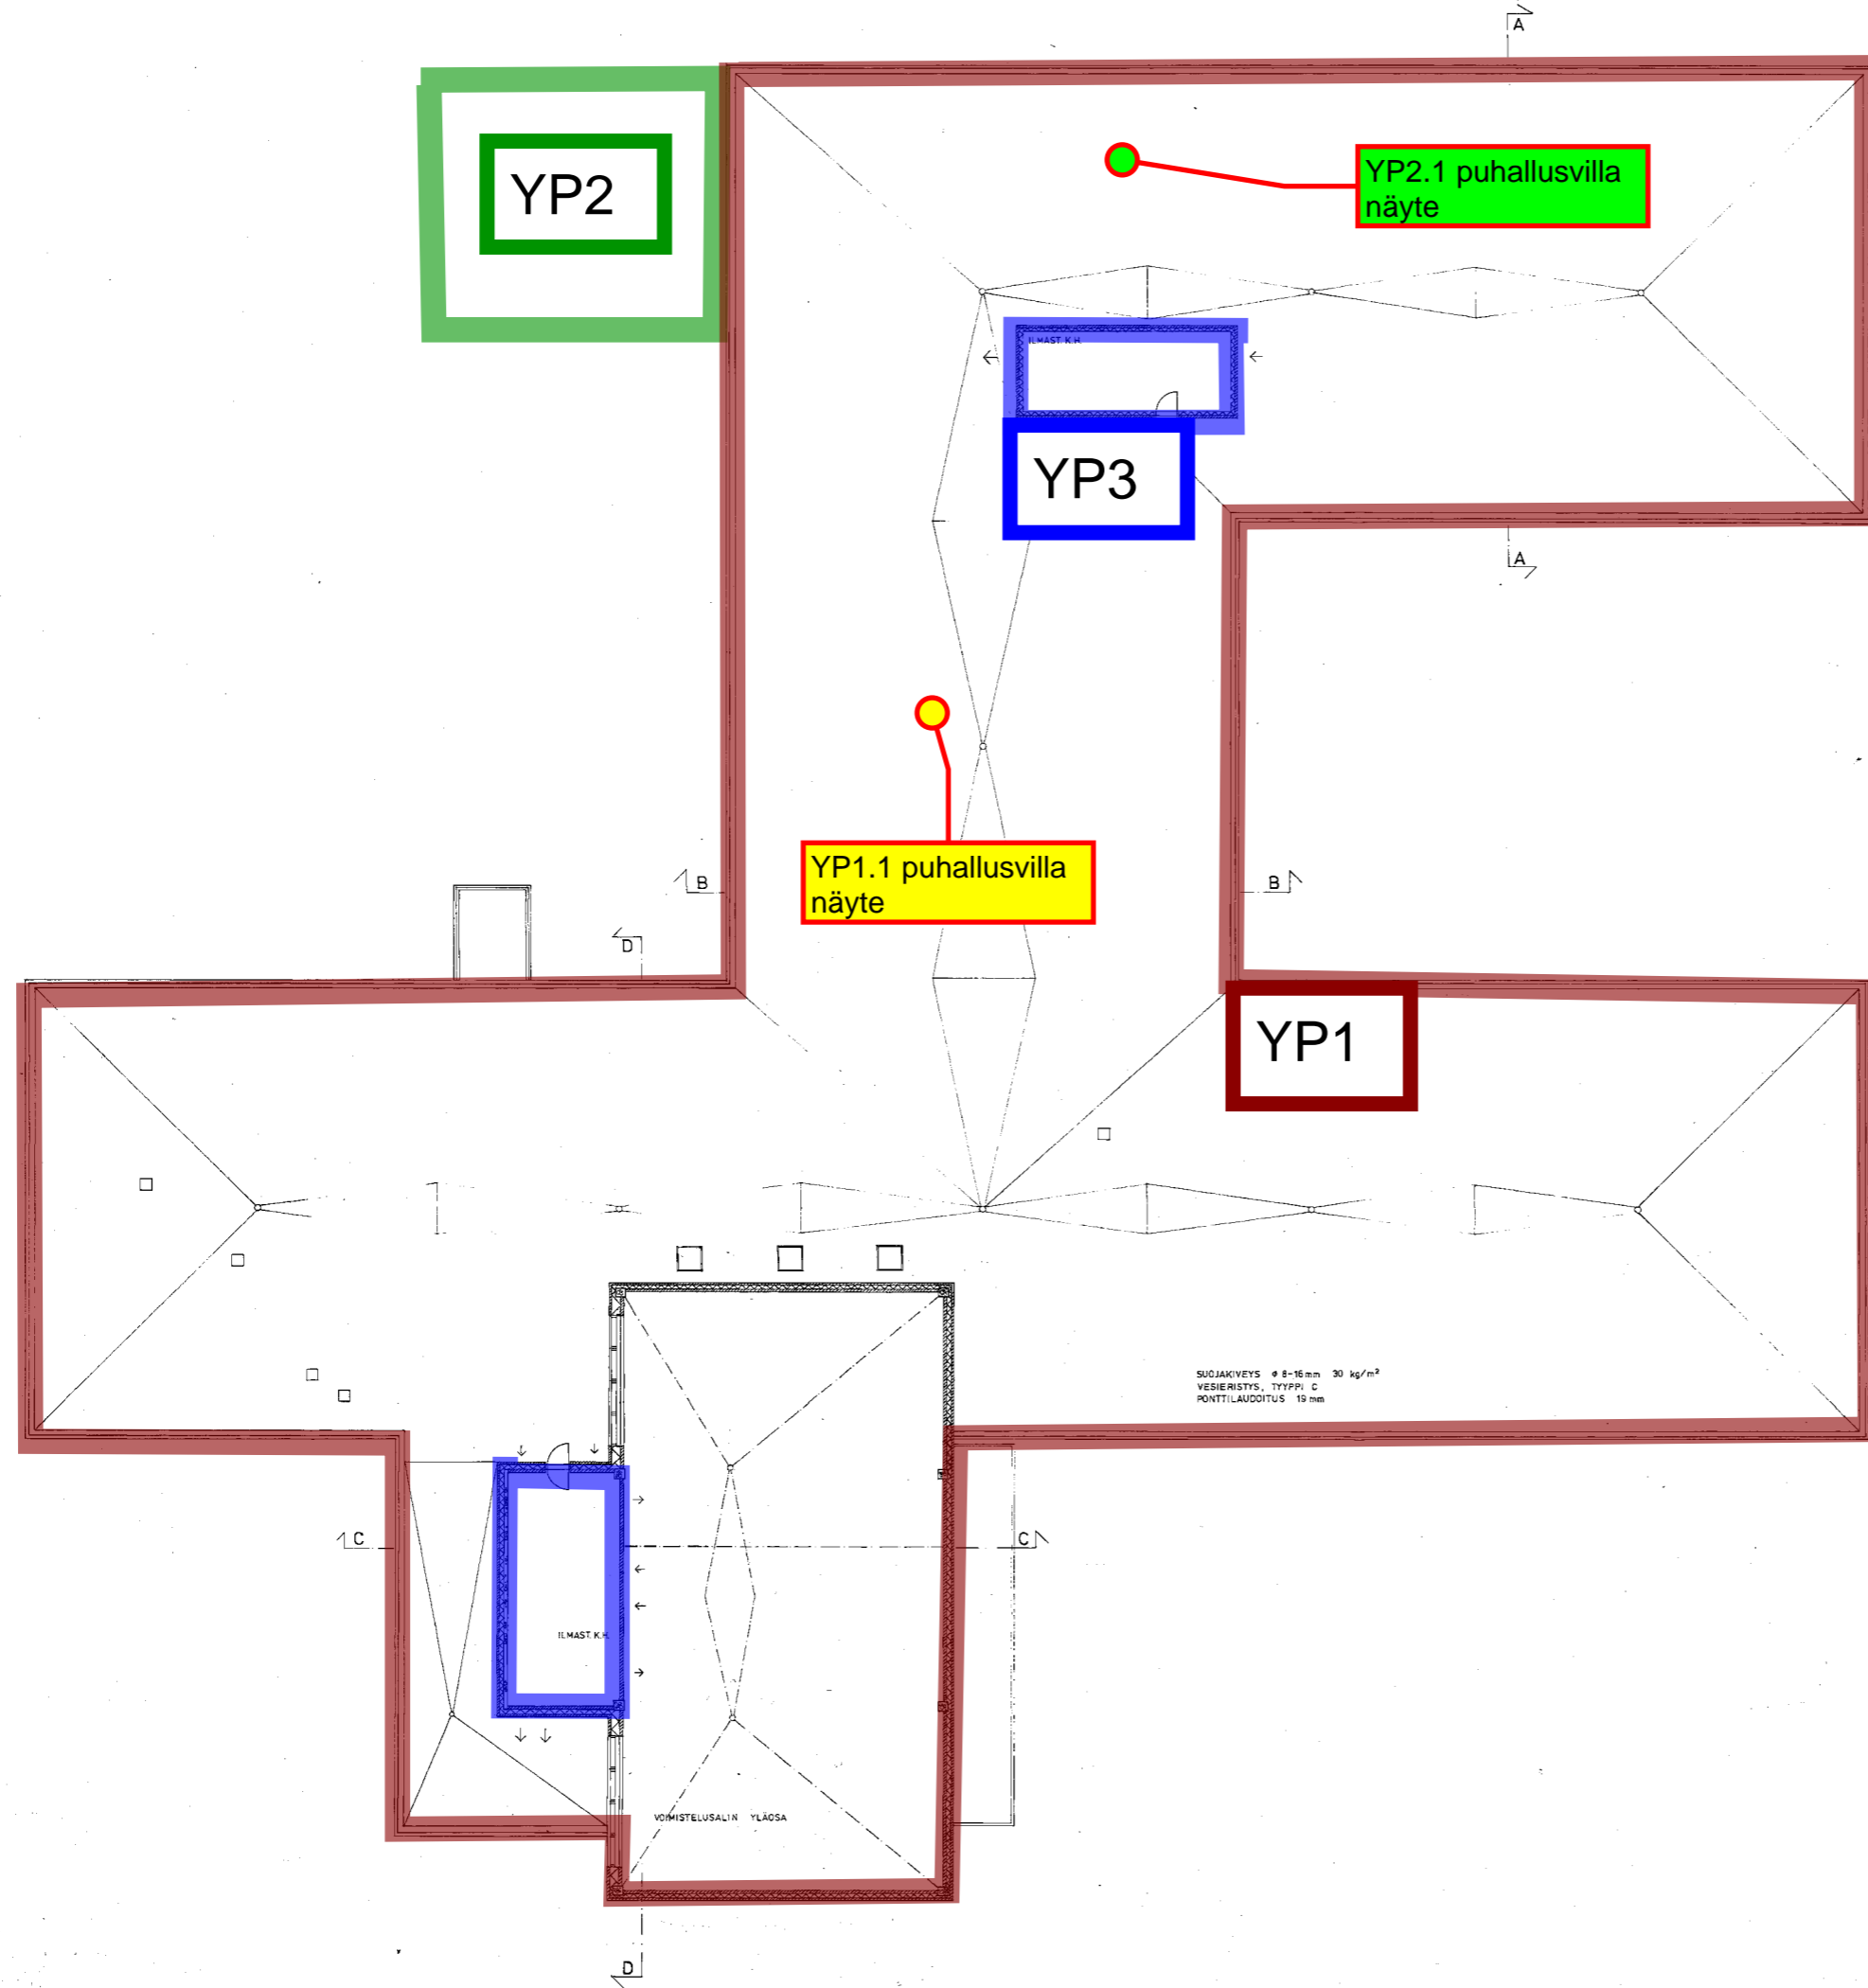 A
YP2
YP2.1 puhallusvilla
näyte
ILMAST. K.H.
YP3
A
YP1.1 puhallusvilla
näyte
B
B
D
YP1
SUOJAKIVEYS ø 8-16 mm 30 kg/m²
VESIERISTYS, TYYPPI C
PONTTILAUDOITUS 19 mm
C
C
ILMAST. K.H.
VOIMISTELUSALIN YLÄOSA
D